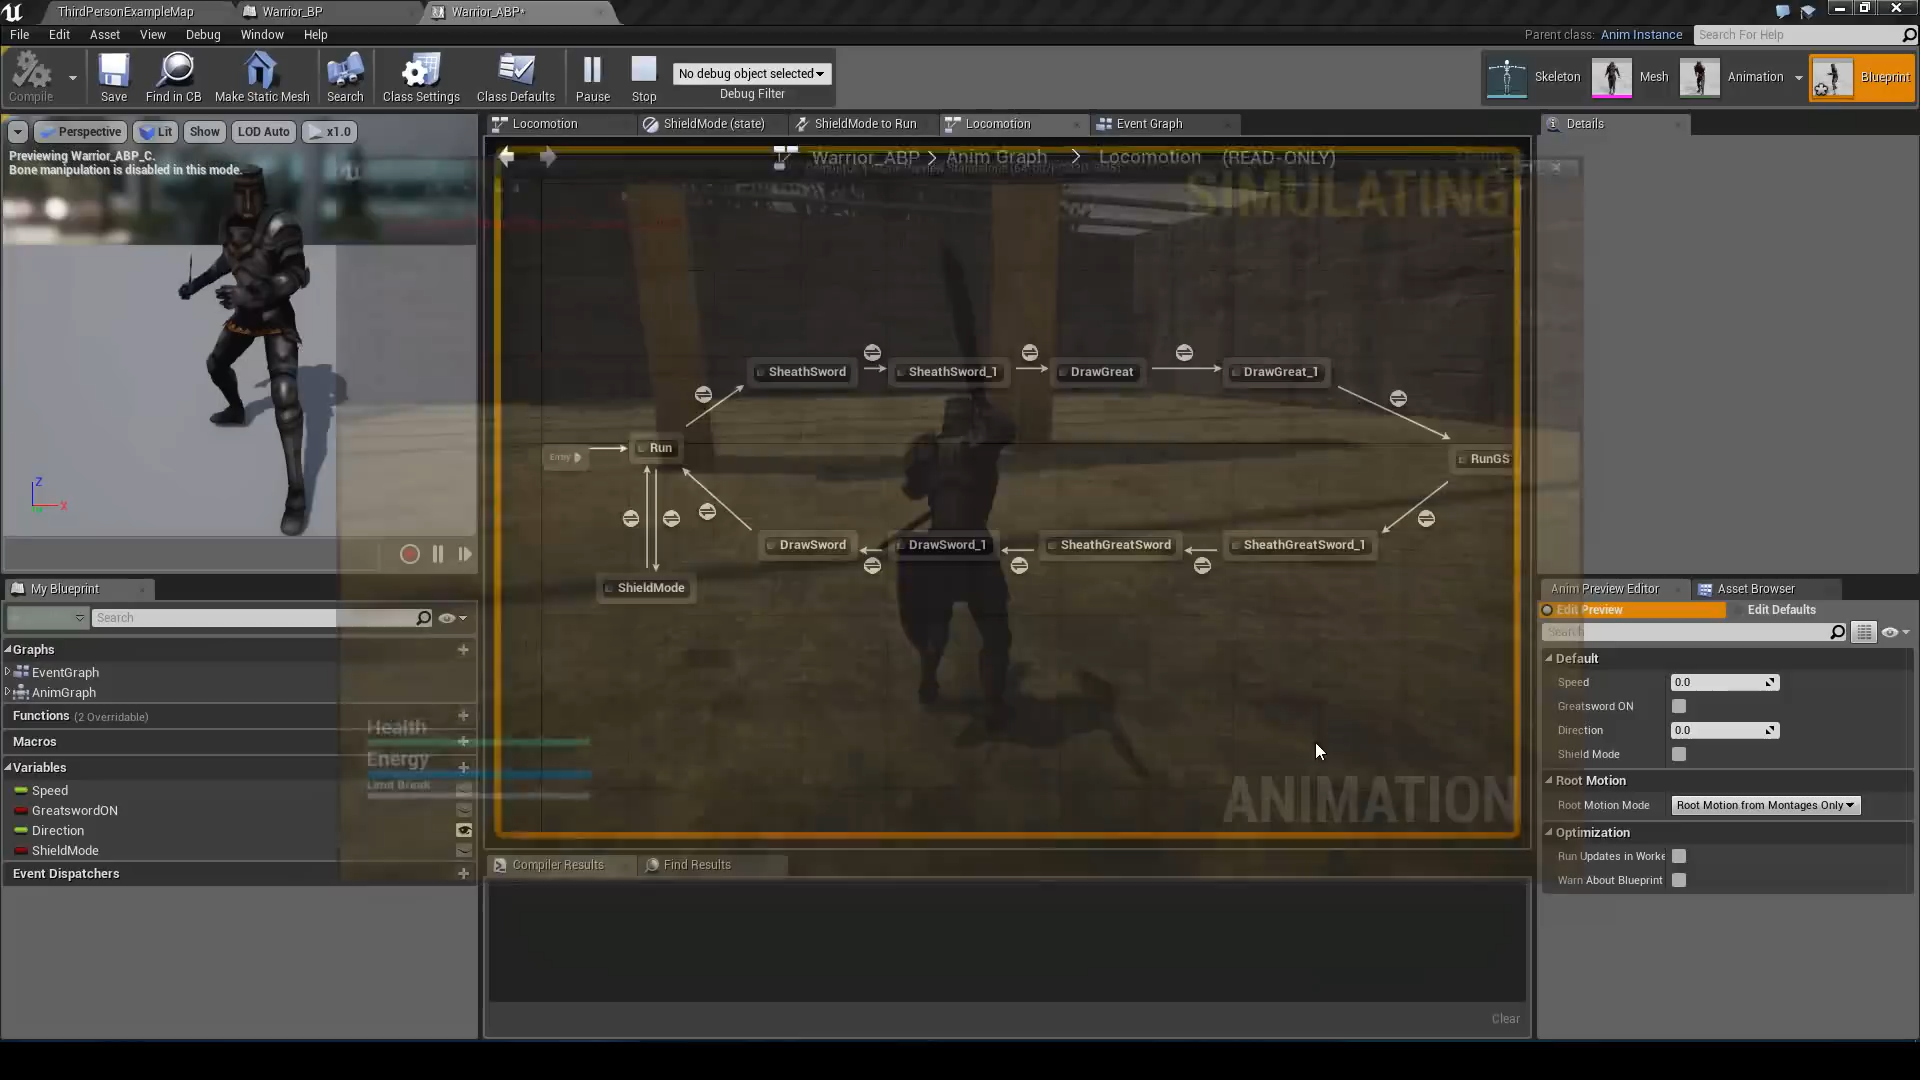 ThirdPersonExampleMap
Warrior_BP
Warrior_ABP*
File Edit Asset View Debug Window Help
Parent class: Anim Instance
Search For Help
Compile
Save
Find in CB
Make Static Mesh
Search
Class Settings
Class Defaults
Pause
Stop
No debug object selected
Debug Filter
Skeleton
Mesh
Animation
Blueprint
Perspective
Lit
Show
LOD Auto
x1.0
Previewing Warrior_ABP_C.
Bone manipulation is disabled in this mode.
Z
X
Locomotion
ShieldMode (state)
ShieldMode to Run
Locomotion
Event Graph
Details
Warrior_ABP > Anim Graph > Locomotion (READ-ONLY)
SIMULATING
SheathSword
SheathSword_1
DrawGreat
DrawGreat_1
Entry
Run
RunGS
DrawSword
DrawSword_1
SheathGreatSword
SheathGreatSword_1
ShieldMode
ANIMATION
Health
Energy
Limit Break
My Blueprint
Search
Graphs
EventGraph
AnimGraph
Functions (2 Overridable)
Macros
Variables
Speed
GreatswordON
Direction
ShieldMode
Event Dispatchers
Compiler Results
Find Results
Clear
Anim Preview Editor
Asset Browser
Edit Preview
Edit Defaults
Search
Default
Speed 0.0
Greatsword ON
Direction 0.0
Shield Mode
Root Motion
Root Motion Mode Root Motion from Montages Only
Optimization
Run Updates in Worke
Warn About Blueprint